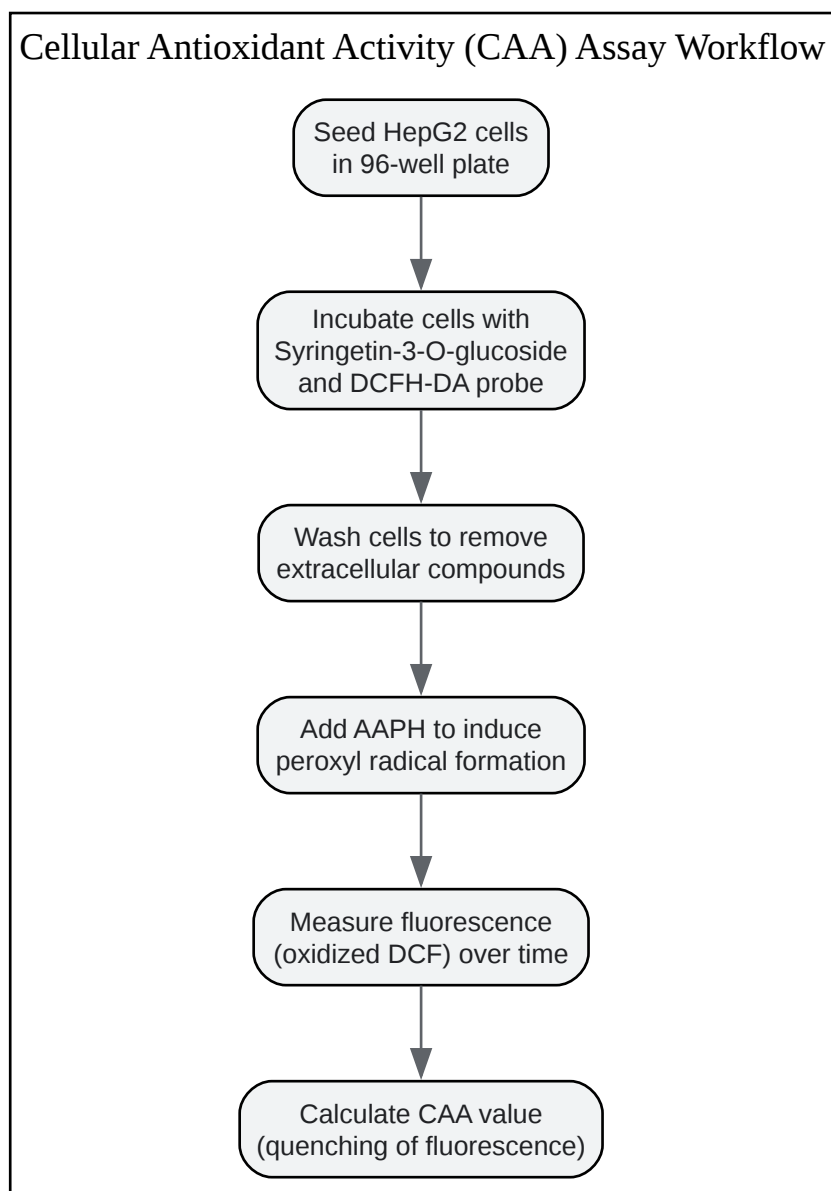 Cellular Antioxidant Activity (CAA) Assay Workflow
Seed HepG2 cells
in 96-well plate
Incubate cells with
Syringetin-3-O-glucoside
and DCFH-DA probe
Wash cells to remove
extracellular compounds
Add AAPH to induce
peroxyl radical formation
Measure fluorescence
(oxidized DCF) over time
Calculate CAA value
(quenching of fluorescence)